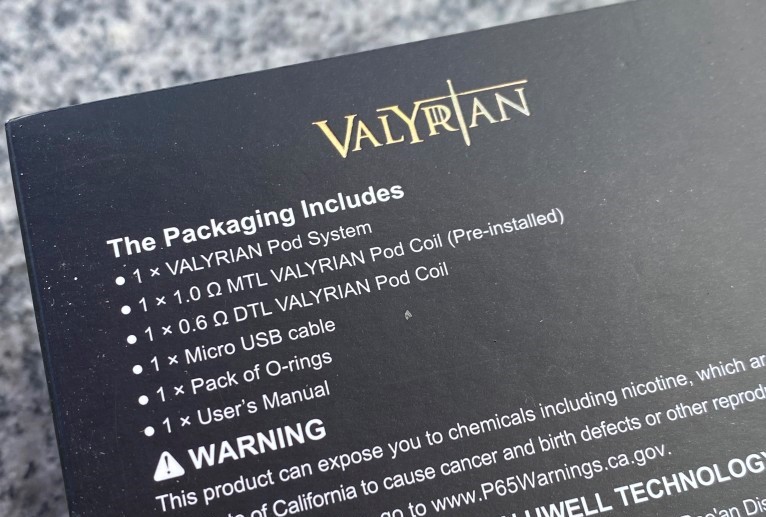 VALYRIAN
The Packaging Includes
● 1 × VALYRIAN Pod System
● 1 × 1.0 Ω MTL VALYRIAN Pod Coil (Pre-installed)
● 1 × 0.6 Ω DTL VALYRIAN Pod Coil
● 1 × Micro USB cable
● 1 × Pack of O-rings
● 1 × User's Manual
WARNING
This product can expose you to chemicals including nicotine, which
of California to cause cancer and birth defects or other
go to www.P65Warnings.ca.gov.
TECHNOLOGY